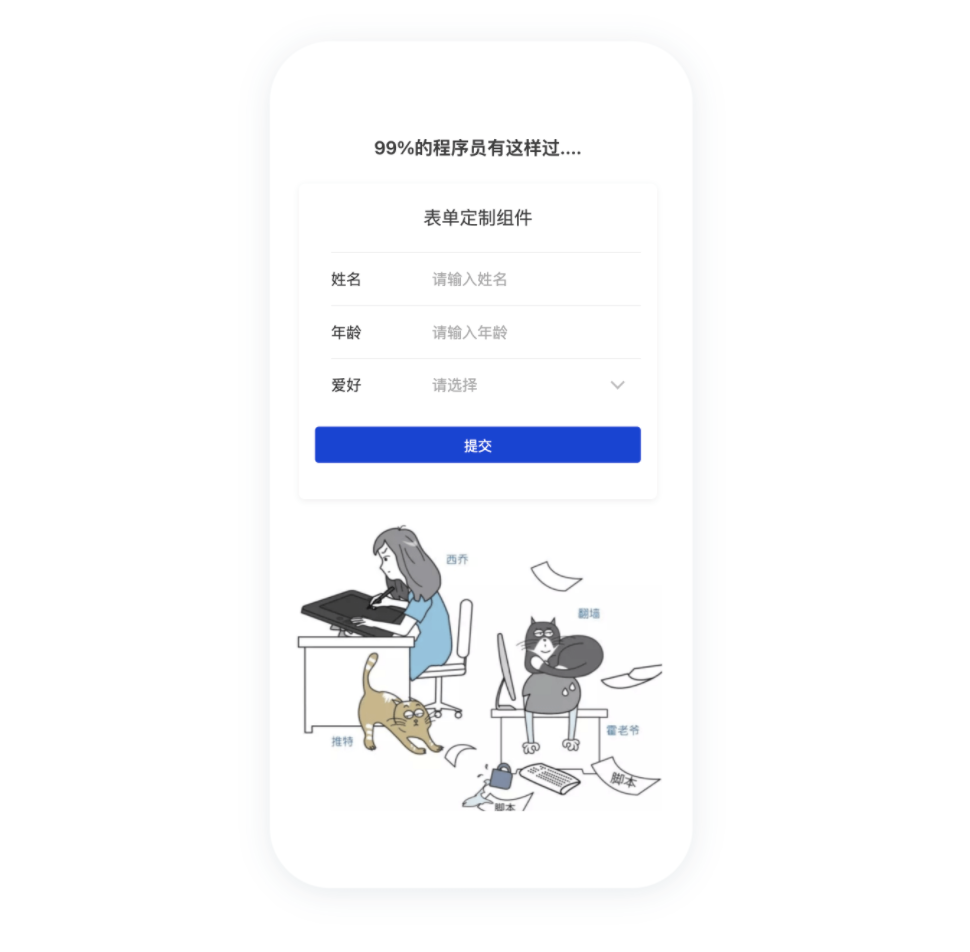 99%的程序员有这样过....
表单定制组件
姓名 请输入姓名
年龄 请输入年龄
爱好 请选择
提交
西乔
翻墙
霍老爷
推特
脚本
脚本